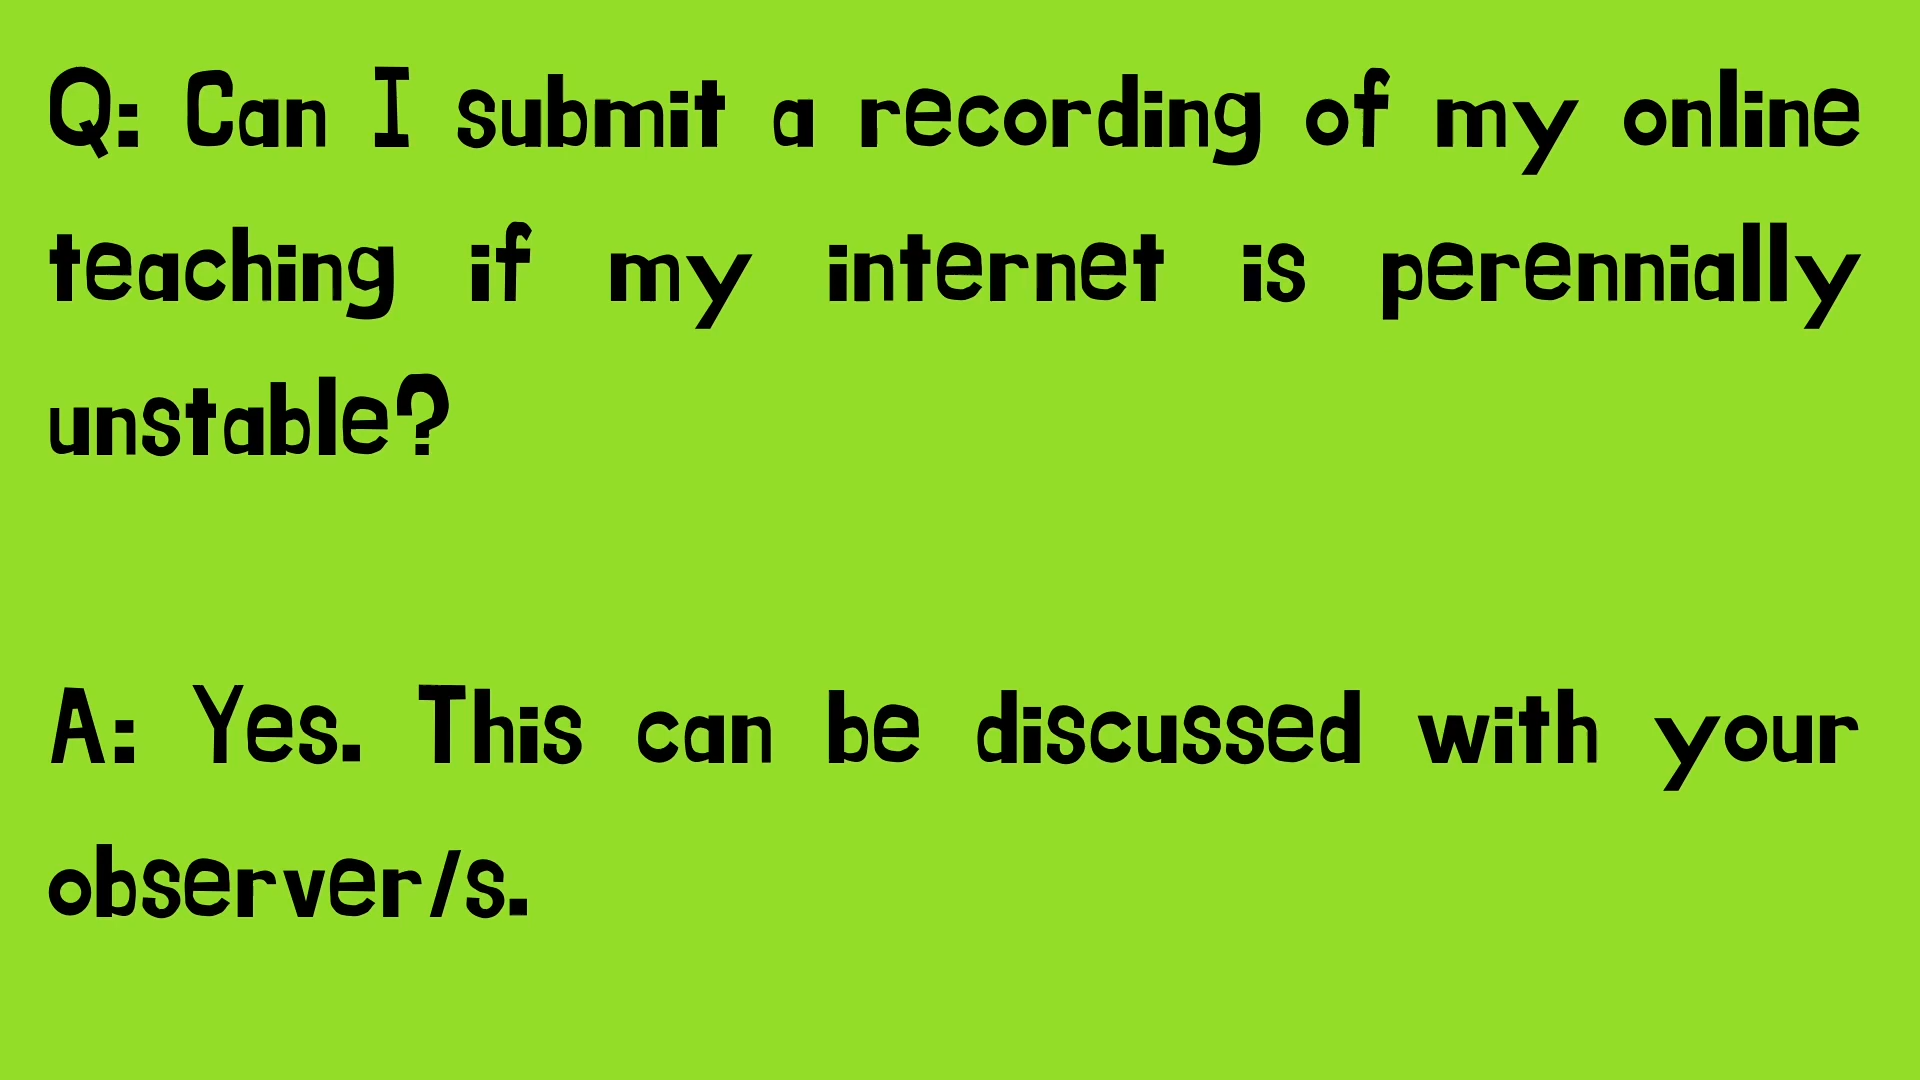 Q: Can I submit a recording of my online
teaching if my internet is perennially
unstable?
A: Yes. This can be discussed with your
observer/s.